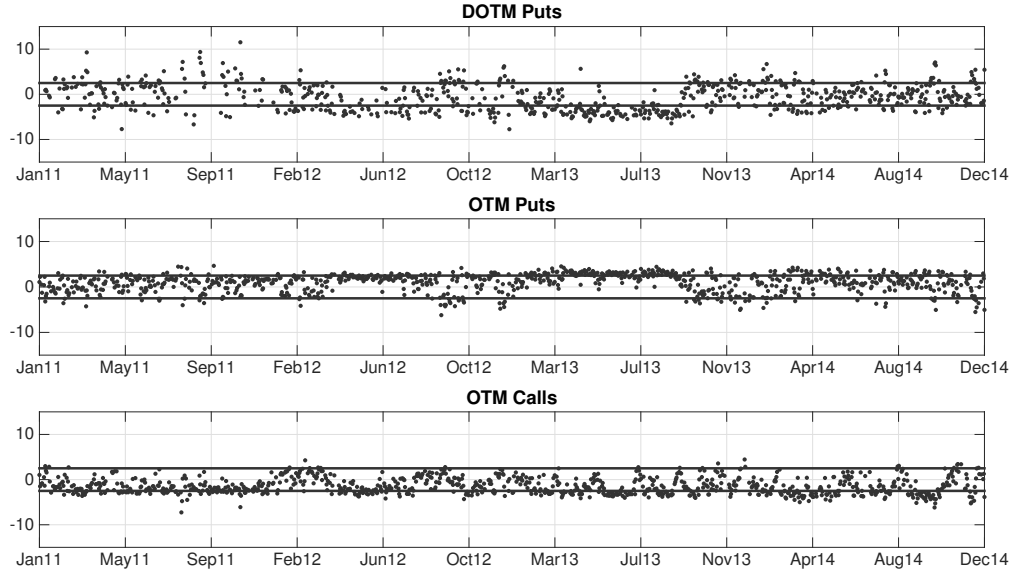 DOTM Puts
10
0
-10
Jan11 May11 Sep11 Feb12 Jun12 Oct12 Mar13 Jul13 Nov13 Apr14 Aug14 Dec14
OTM Puts
10
0
-10
Jan11 May11 Sep11 Feb12 Jun12 Oct12 Mar13 Jul13 Nov13 Apr14 Aug14 Dec14
OTM Calls
10
0
-10
Jan11 May11 Sep11 Feb12 Jun12 Oct12 Mar13 Jul13 Nov13 Apr14 Aug14 Dec14